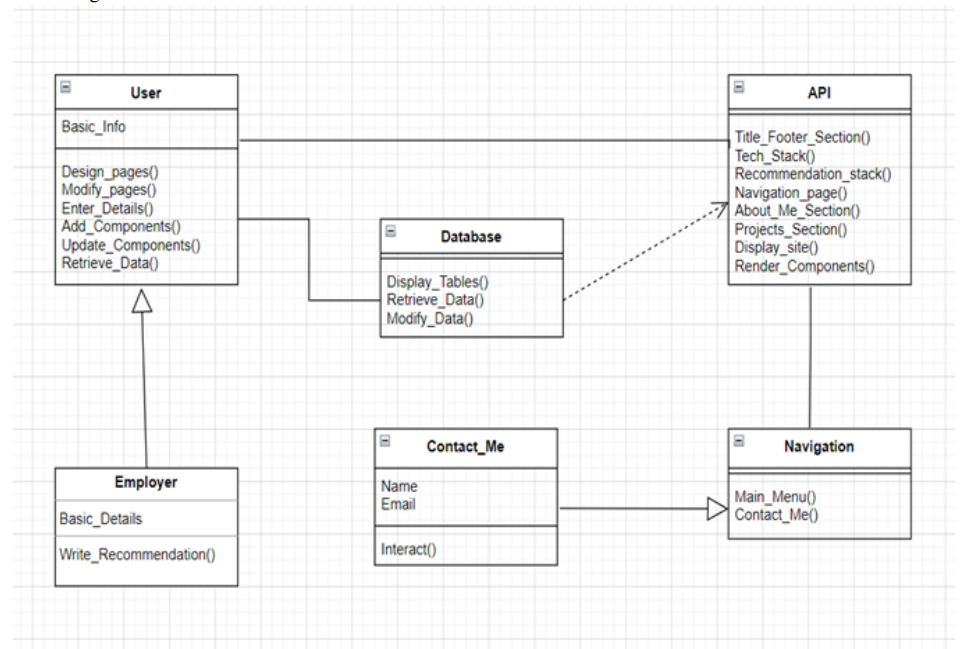 User
Basic_Info
Design_pages()
Modify_pages()
Enter_Details()
Add_Components()
Update_Components()
Retrieve_Data()
API
Title_Footer_Section()
Tech_Stack()
Recommendation_stack()
Navigation_page()
About_Me_Section()
Projects_Section()
Display_site()
Render_Components()
Database
Display_Tables()
Retrieve_Data()
Modify_Data()
Employer
Basic_Details
Write_Recommendation()
Contact_Me
Name
Email
Interact()
Navigation
Main_Menu()
Contact_Me()